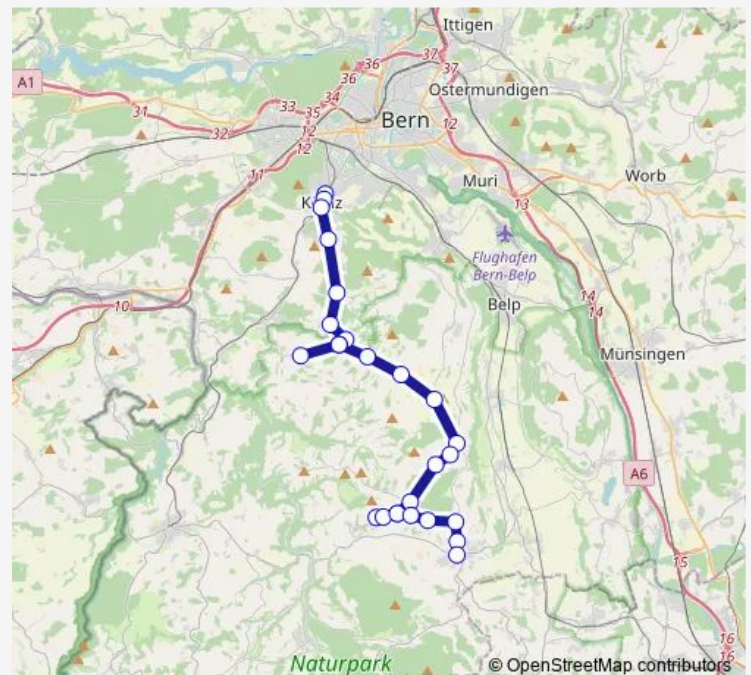 Ittigen
36
37
A1
36
37
34
Ostermundigen
31
33
35
32
12
Bern
12
12
11
Muri
Worb
13
Flughafen
Bern-Belp
10
Belp
14
14
Münsingen
A6
15
16
16
Naturpark
© OpenStreetMap contributors